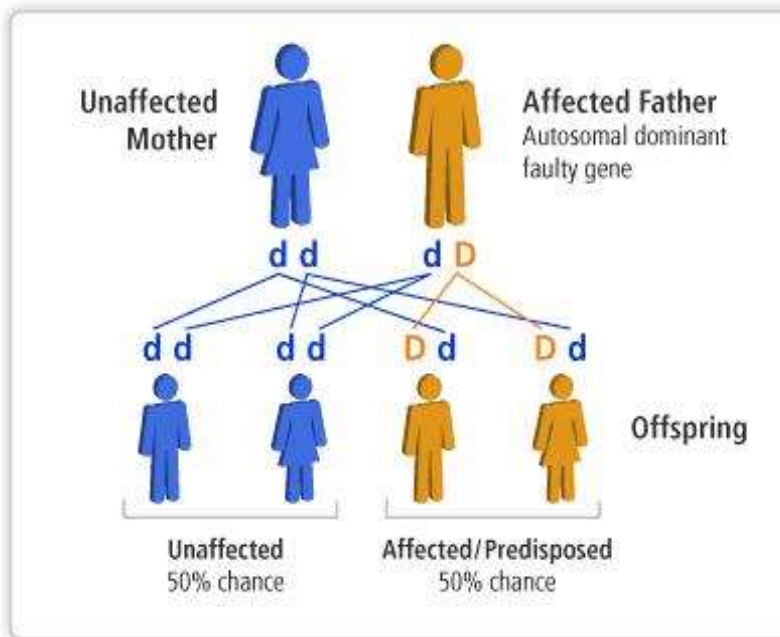 Unaffected
Mother
Affected Father
Autosomal dominant
faulty gene
d d
d D
d d
d d
D d
D d
Offspring
Unaffected
50% chance
Affected/Predisposed
50% chance